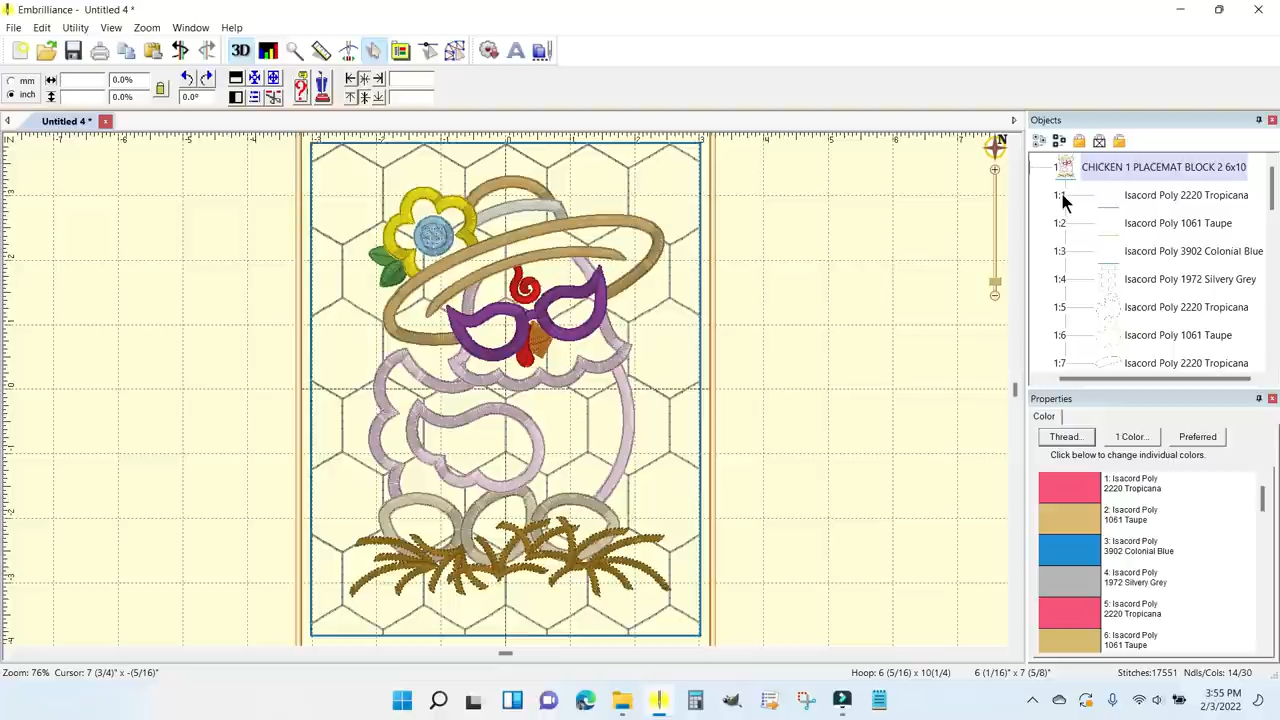 Embrilliance - Untitled 4 *
File Edit Utility View Zoom Window Help
3D
mm 0.0%
inch 0.0% 0.0°
Untitled 4 *
Objects
CHICKEN 1 PLACEMAT BLOCK 2 6x10
1:1 Isacord Poly 2220 Tropicana
1:2 Isacord Poly 1061 Taupe
1:3 Isacord Poly 3902 Colonial Blue
1:4 Isacord Poly 1972 Silvery Grey
1:5 Isacord Poly 2220 Tropicana
1:6 Isacord Poly 1061 Taupe
1:7 Isacord Poly 2220 Tropicana
Properties
Color
Thread... 1 Color... Preferred
Click below to change individual colors.
1: Isacord Poly
2220 Tropicana
2: Isacord Poly
1061 Taupe
3: Isacord Poly
3902 Colonial Blue
4: Isacord Poly
1972 Silvery Grey
5: Isacord Poly
2220 Tropicana
6: Isacord Poly
1061 Taupe
N
Zoom: 76% Cursor: 7 (3/4)" x -(5/16)" Hoop: 6 (5/16) x 10(1/4) 6 (1/16)" x 7 (5/8)" Stitches:17551 Ndls/Cols: 14/30
3:55 PM
2/3/2022